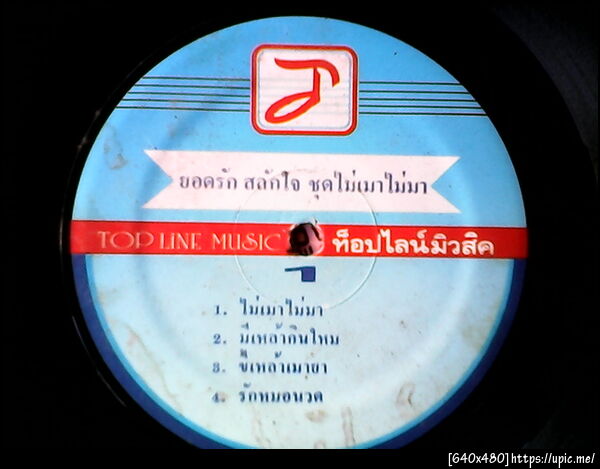 ยอดรัก สลักใจ ชุดไม่เมาไม่มา
TOP LINE MUSIC ท็อปไลน์มิวสิค
1. ไม่เมาไม่มา
2. มีเหล้ากินไหม
3. ขี้เหล้าเมายา
4. รักหมอนวด
[640x480]https://upic.me/